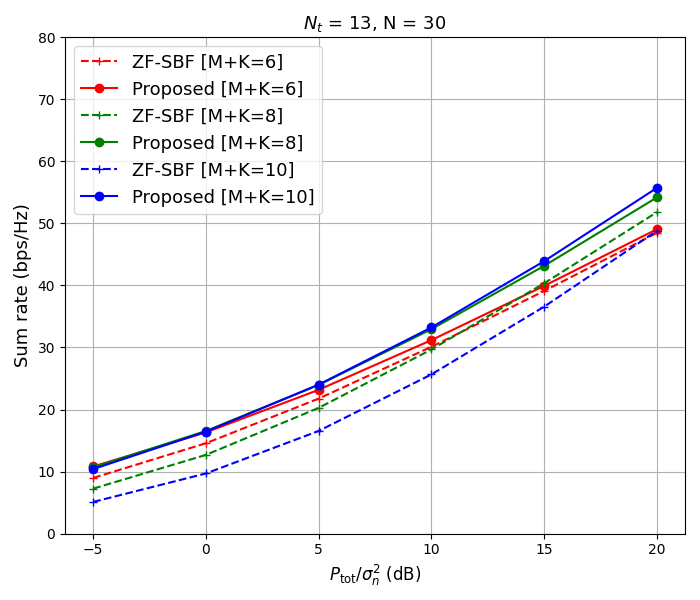 N_t = 13, N = 30
ZF-SBF [M+K=6]
Proposed [M+K=6]
ZF-SBF [M+K=8]
Proposed [M+K=8]
ZF-SBF [M+K=10]
Proposed [M+K=10]
Sum rate (bps/Hz)
80
70
60
50
40
30
20
10
0
−5 0 5 10 15 20
P_tot/σ_n^2 (dB)